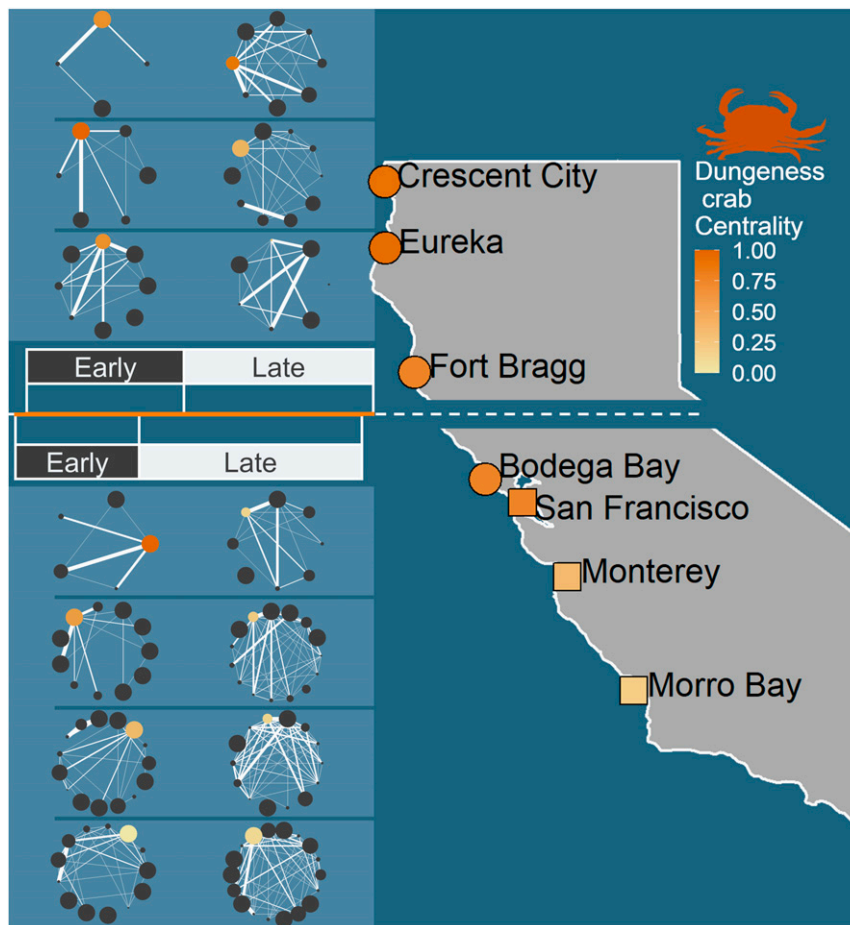 Dungeness
crab
Centrality
1.00
0.75
0.50
0.25
0.00
Crescent City
Eureka
Fort Bragg
Early Late
Early Late
Bodega Bay
San Francisco
Monterey
Morro Bay